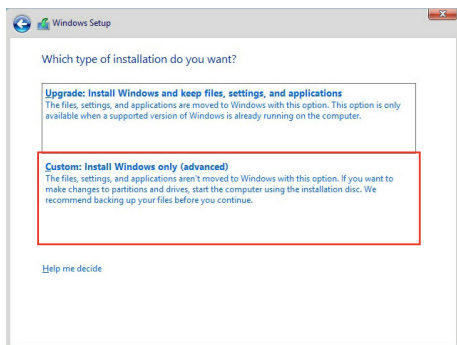 Windows Setup
Which type of installation do you want?
Upgrade: Install Windows and keep files, settings, and applications
The files, settings, and applications are moved to Windows with this option. This option is only
available when a supported version of Windows is already running on the computer.
Custom: Install Windows only (advanced)
The files, settings, and applications aren't moved to Windows with this option. If you want to
make changes to partitions and drives, start the computer using the installation disc. We
recommend backing up your files before you continue.
Help me decide